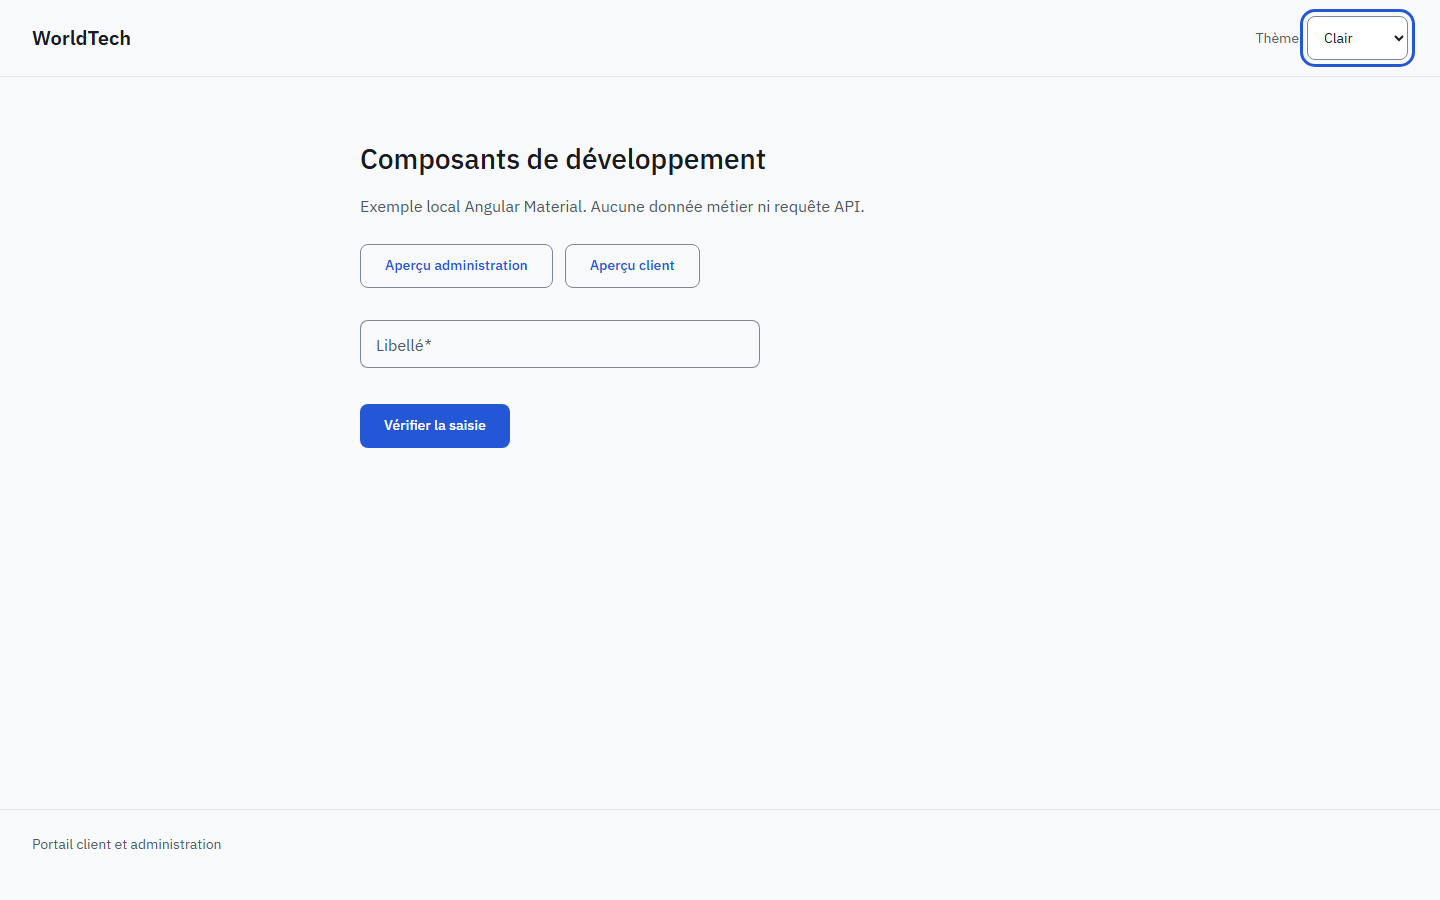 WorldTech
Thème
Clair
Composants de développement
Exemple local Angular Material. Aucune donnée métier ni requête API.
Aperçu administration
Aperçu client
Libellé*
Vérifier la saisie
Portail client et administration